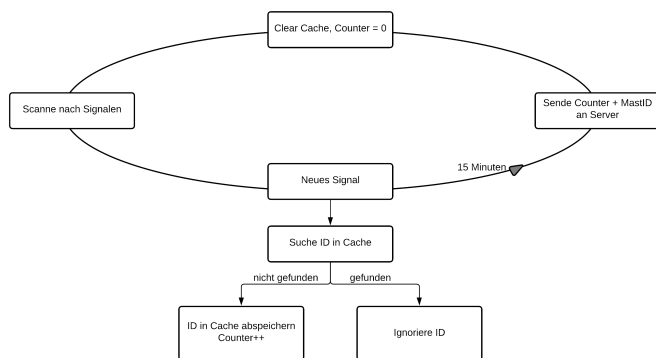 Clear Cache, Counter = 0
Scanne nach Signalen
Sende Counter + MastID
an Server
15 Minuten
Neues Signal
Suche ID in Cache
nicht gefunden
gefunden
ID in Cache abspeichern
Counter++
Ignoriere ID